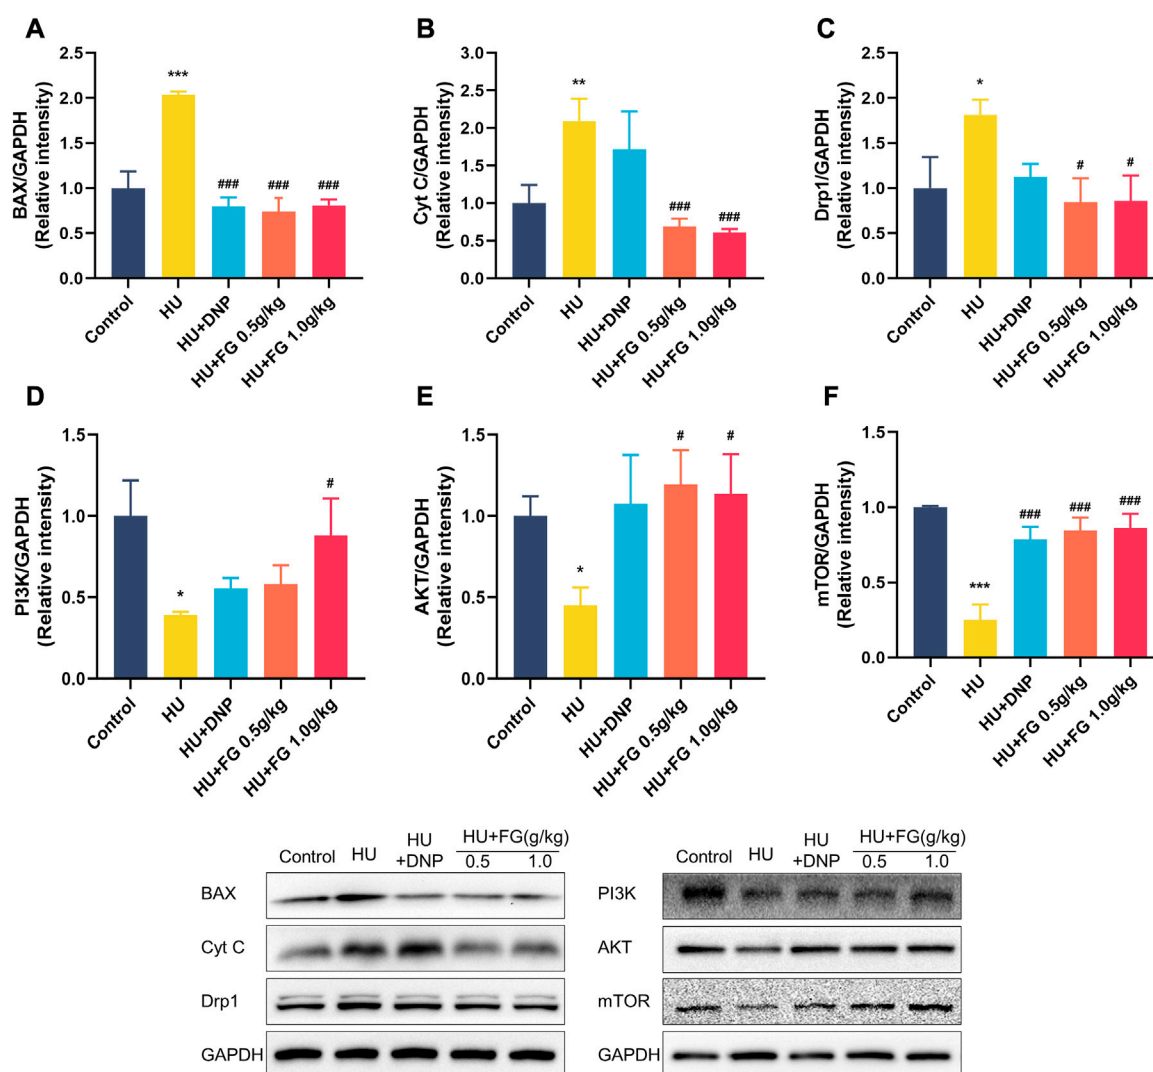 A
BAX/GAPDH
(Relative intensity)
2.5
2.0
1.5
1.0
0.5
0.0
***
###
###
###
Control
HU
HU+DNP
HU+FG 0.5g/kg
HU+FG 1.0g/kg
B
Cyt C/GAPDH
(Relative intensity)
3.0
2.5
2.0
1.5
1.0
0.5
0.0
**
###
###
Control
HU
HU+DNP
HU+FG 0.5g/kg
HU+FG 1.0g/kg
C
Drp1/GAPDH
(Relative intensity)
2.5
2.0
1.5
1.0
0.5
0.0
*
#
#
Control
HU
HU+DNP
HU+FG 0.5g/kg
HU+FG 1.0g/kg
D
PI3K/GAPDH
(Relative intensity)
1.5
1.0
0.5
0.0
*
#
Control
HU
HU+DNP
HU+FG 0.5g/kg
HU+FG 1.0g/kg
E
AKT/GAPDH
(Relative intensity)
1.5
1.0
0.5
0.0
*
#
#
Control
HU
HU+DNP
HU+FG 0.5g/kg
HU+FG 1.0g/kg
F
mTOR/GAPDH
(Relative intensity)
1.5
1.0
0.5
0.0
***
###
###
###
Control
HU
HU+DNP
HU+FG 0.5g/kg
HU+FG 1.0g/kg
Control HU HU +DNP HU+FG(g/kg)
0.5 1.0
BAX
Cyt C
Drp1
GAPDH
Control HU HU +DNP HU+FG(g/kg)
0.5 1.0
PI3K
AKT
mTOR
GAPDH